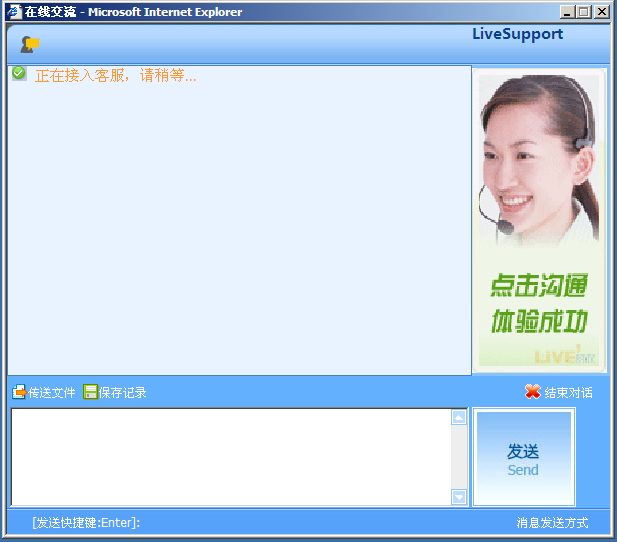 在线交流 - Microsoft Internet Explorer
LiveSupport
正在接入客服，请稍等...
点击沟通
体验成功
LIVE
传送文件 保存记录 结束对话
发送
Send
[发送快捷键:Enter]: 消息发送方式